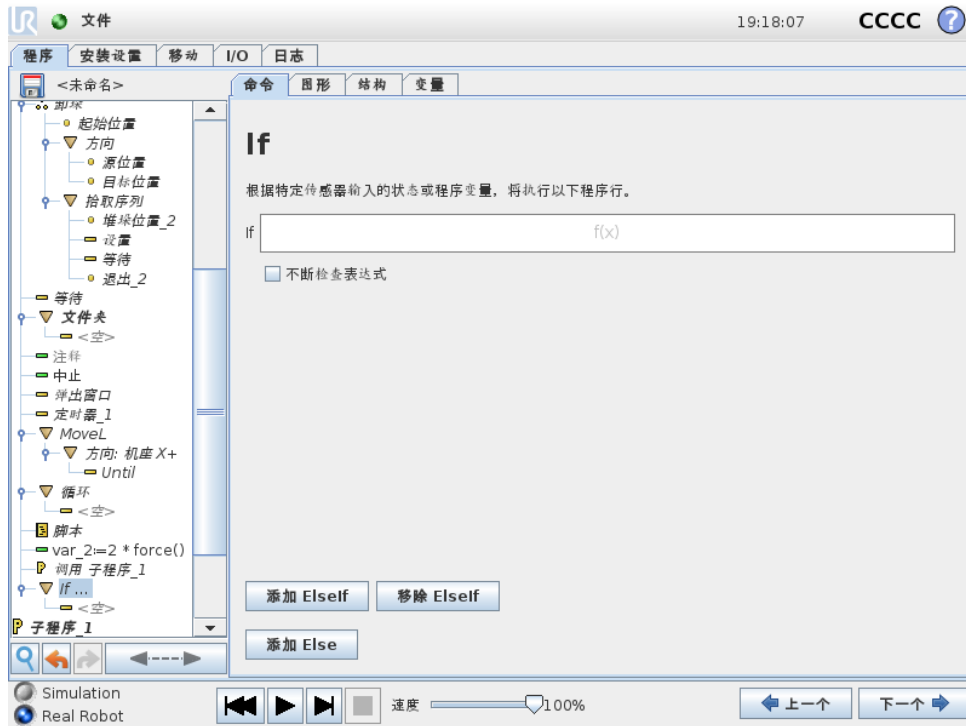 UR 文件 19:18:07 CCCC ?
程序 安装设置 移动 I/O 日志
<未命名>
命令 图形 结构 变量
卸垛
起始位置
方向
源位置
目标位置
拾取序列
堆垛位置_2
设置
等待
退出_2
等待
文件夹
<空>
注释
中止
弹出窗口
定时器_1
MoveL
方向: 机座 X+
Until
循环
<空>
脚本
var_2≔2 * force()
调用 子程序_1
If ...
<空>
子程序_1
If
根据特定传感器输入的状态或程序变量，将执行以下程序行。
If f(x)
不断检查表达式
添加 ElseIf 移除 ElseIf
添加 Else
Simulation
Real Robot
速度 100%
上一个 下一个